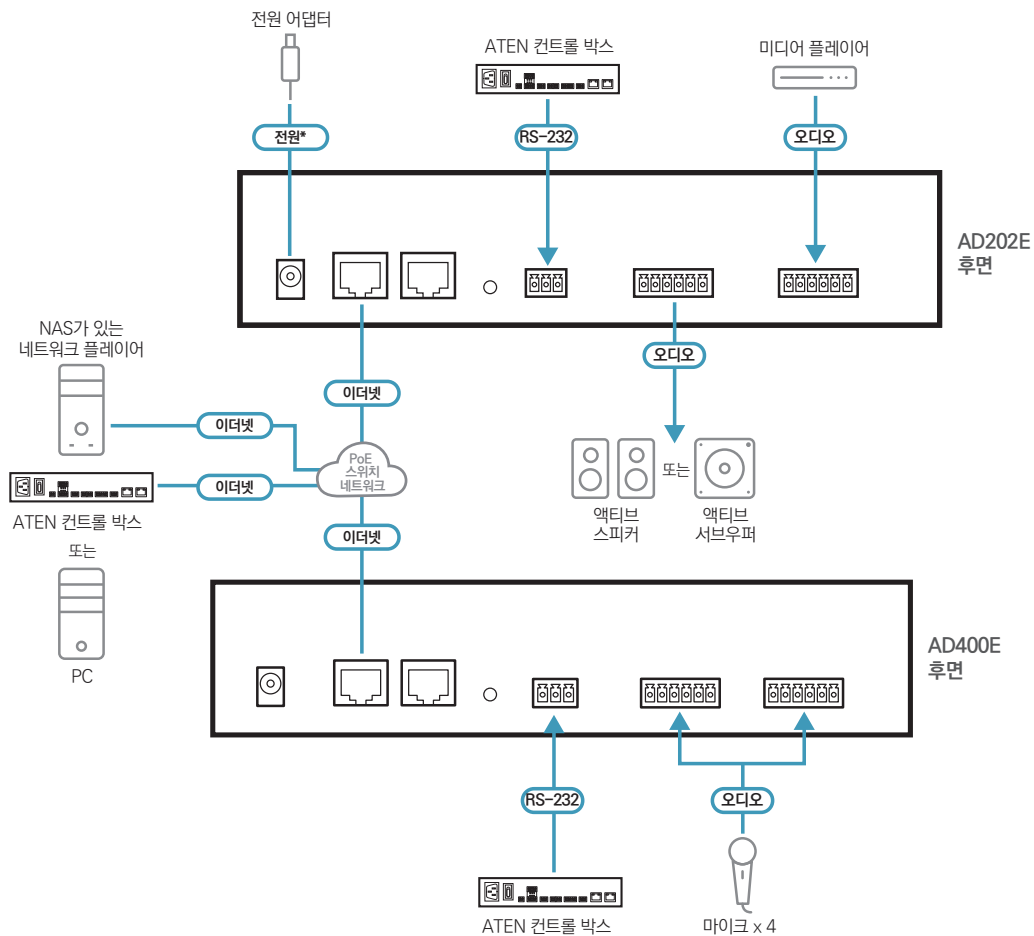 전원 어댑터
ATEN 컨트롤 박스
미디어 플레이어
전원*
RS-232
오디오
AD202E
후면
NAS가 있는
네트워크 플레이어
오디오
이더넷
이더넷
PoE
스위치
네트워크
또는
이더넷
ATEN 컨트롤 박스
액티브
스피커
액티브
서브우퍼
이더넷
또는
PC
AD400E
후면
RS-232
오디오
ATEN 컨트롤 박스
마이크 x 4